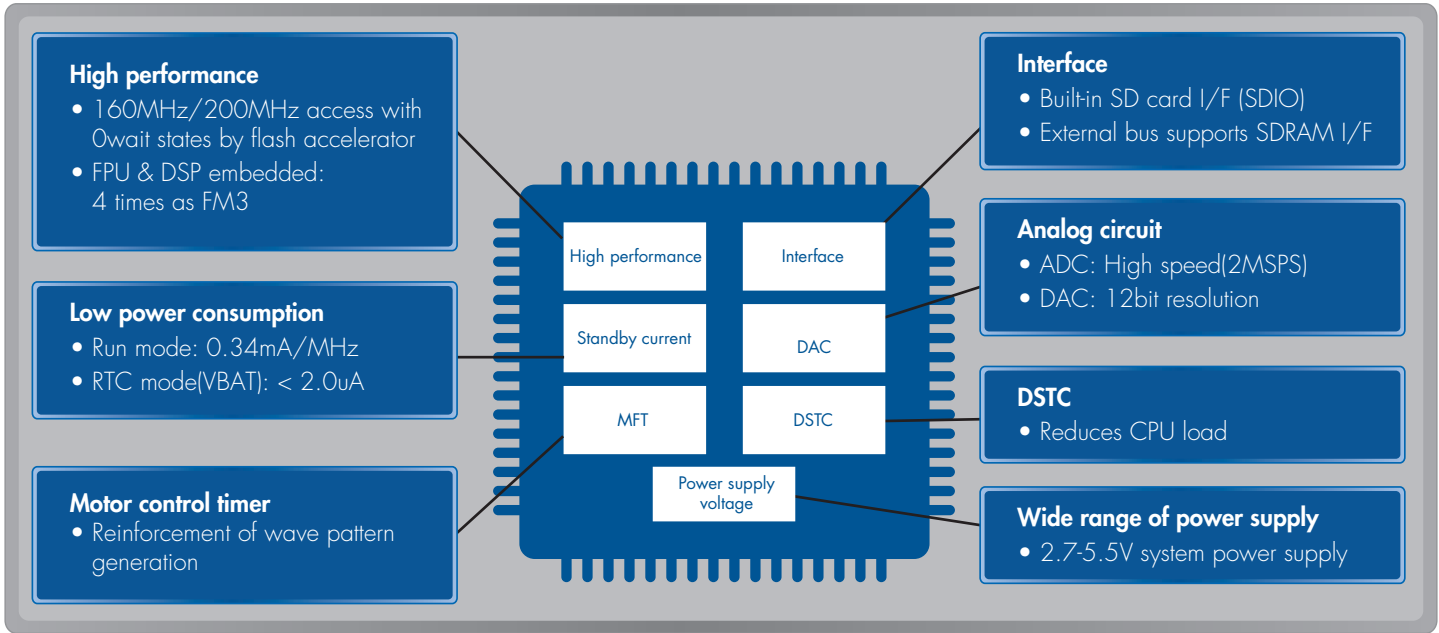 High performance
• 160MHz/200MHz access with
0wait states by flash accelerator
• FPU & DSP embedded:
4 times as FM3
Low power consumption
• Run mode: 0.34mA/MHz
• RTC mode(VBAT): < 2.0uA
Motor control timer
• Reinforcement of wave pattern
generation
High performance
Interface
Standby current
DAC
MFT
DSTC
Power supply
voltage
Interface
• Built-in SD card I/F (SDIO)
• External bus supports SDRAM I/F
Analog circuit
• ADC: High speed(2MSPS)
• DAC: 12bit resolution
DSTC
• Reduces CPU load
Wide range of power supply
• 2.7-5.5V system power supply